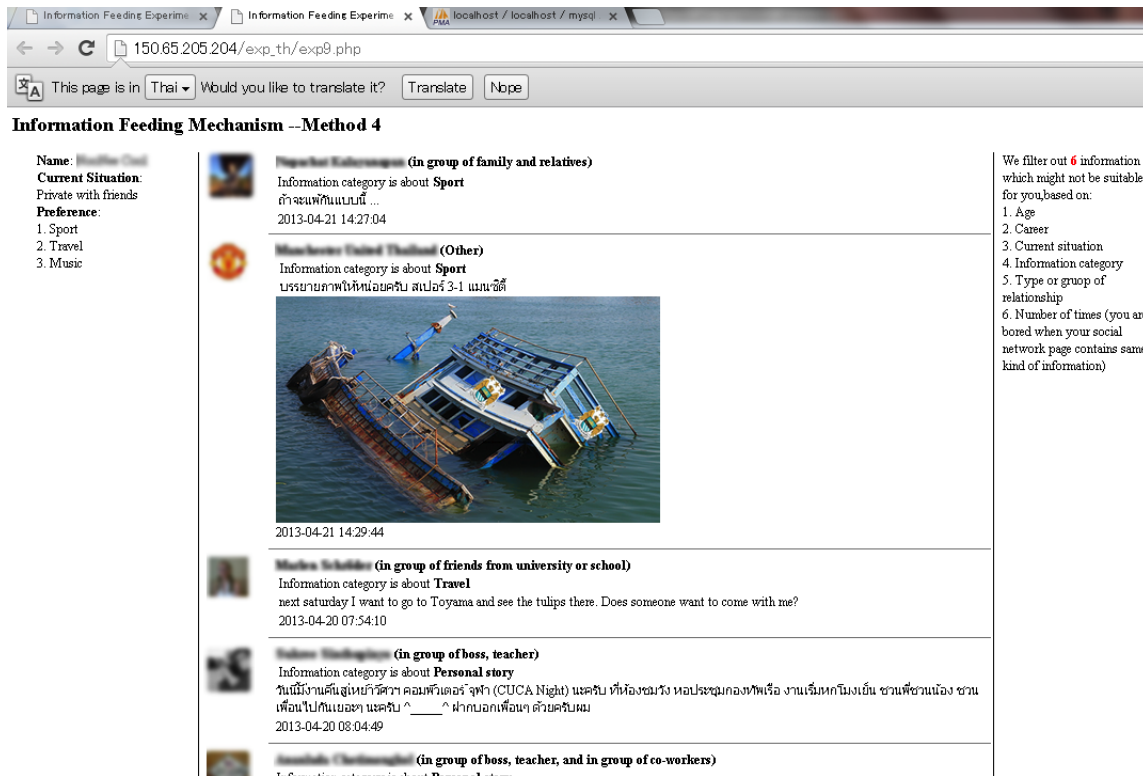 Information Feeding Experime
Information Feeding Experime
localhost / localhost / mysql
150.65.205.204/exp_th/exp9.php
This page is in Thai Would you like to translate it? Translate Nope
Information Feeding Mechanism --Method 4
Name:
Current Situation:
Private with friends
Preference:
1. Sport
2. Travel
3. Music
(in group of family and relatives)
Information category is about Sport
ถ้าจะแพ้กันแบบนี้ ...
2013-04-21 14:27:04
(Other)
Information category is about Sport
บรรยายภาพให้หน่อยครับ สเปอร์ 3-1 แมนซิตี้
2013-04-21 14:29:44
(in group of friends from university or school)
Information category is about Travel
next saturday I want to go to Toyama and see the tulips there. Does someone want to come with me?
2013-04-20 07:54:10
(in group of boss, teacher)
Information category is about Personal story
วันนี้มีงานคืนสู่เหย้าวิศวฯ คอมพิวเตอร์ จุฬา (CUCA Night) นะครับ ที่ห้องชมวัง หอประชุมกองทัพเรือ งานเริ่มหกโมงเย็น ชวนพี่ชวนน้อง ชวน
เพื่อนไปกันเยอะๆ นะครับ ^_____^ ฝากบอกเพื่อนๆ ด้วยครับผม
2013-04-20 08:04:49
(in group of boss, teacher, and in group of co-workers)
Information category is about Personal story
We filter out 6 information
which might not be suitable
for you,based on:
1. Age
2. Career
3. Current situation
4. Information category
5. Type or gruop of
relationship
6. Number of times (you are
bored when your social
network page contains same
kind of information)